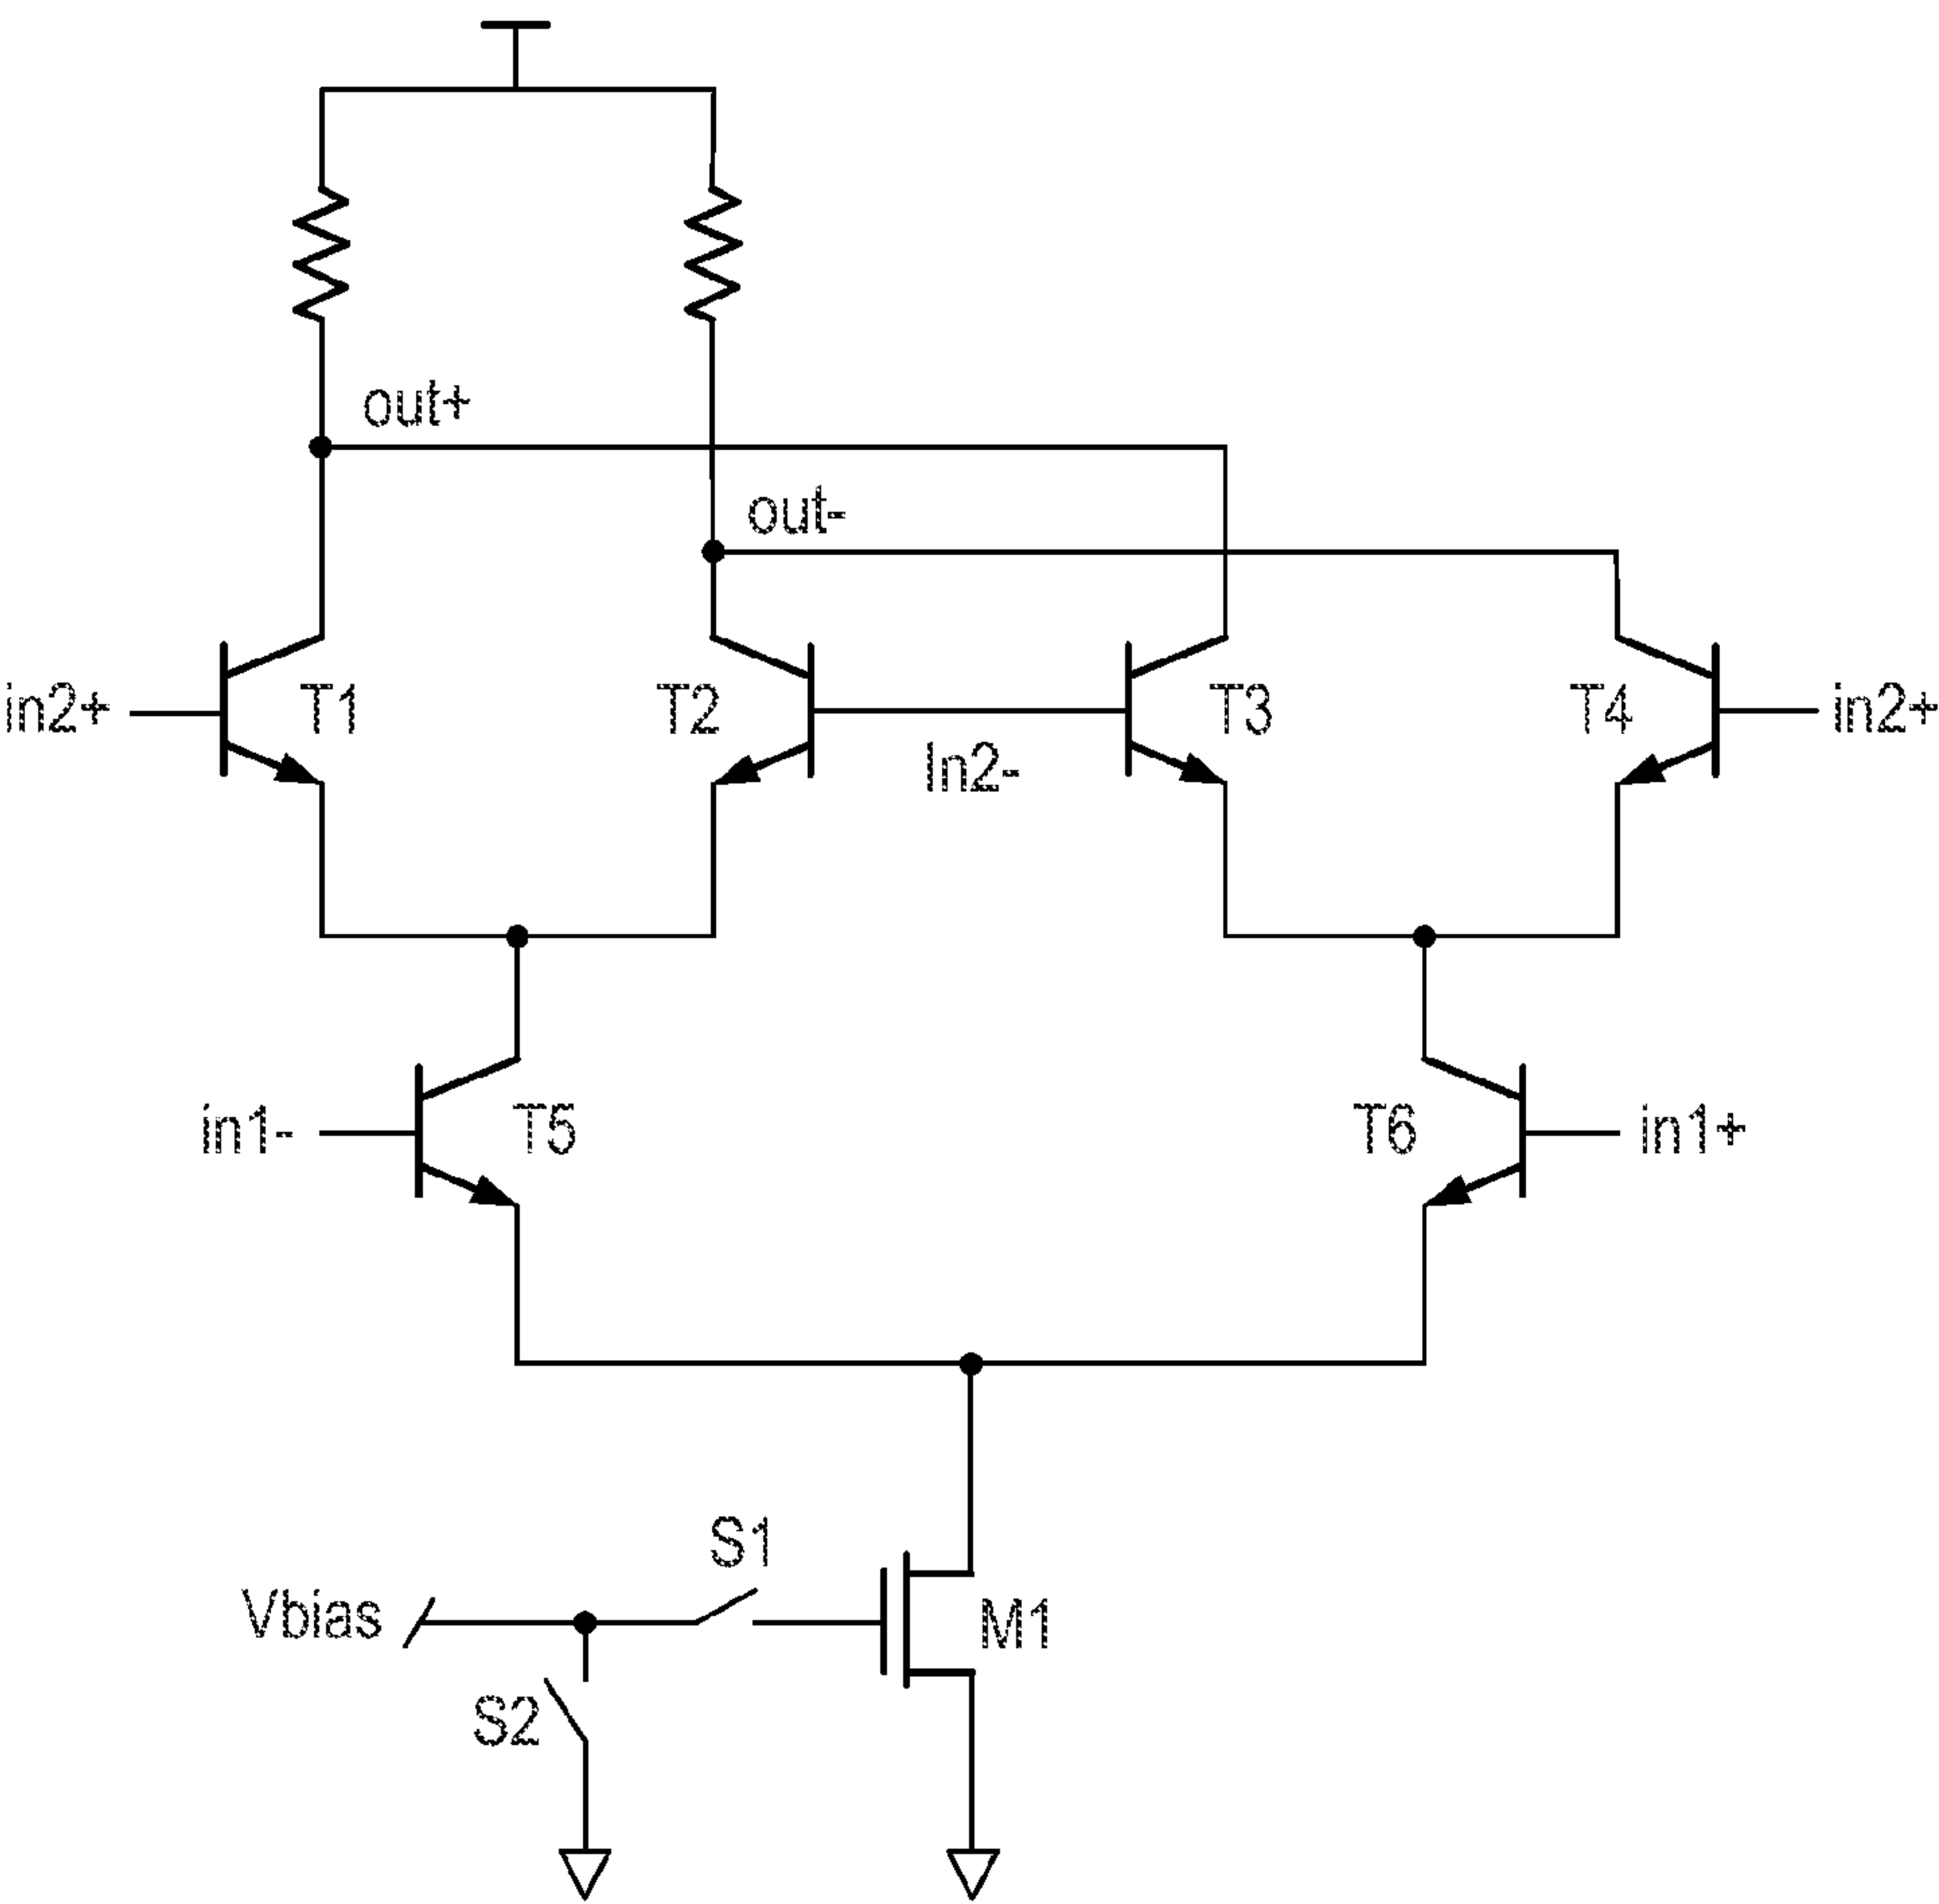 out+
out-
in2+
T1
T2
In2-
T3
T4
in2+
in1-
T5
T6
in1+
S1
Vbias
M1
S2